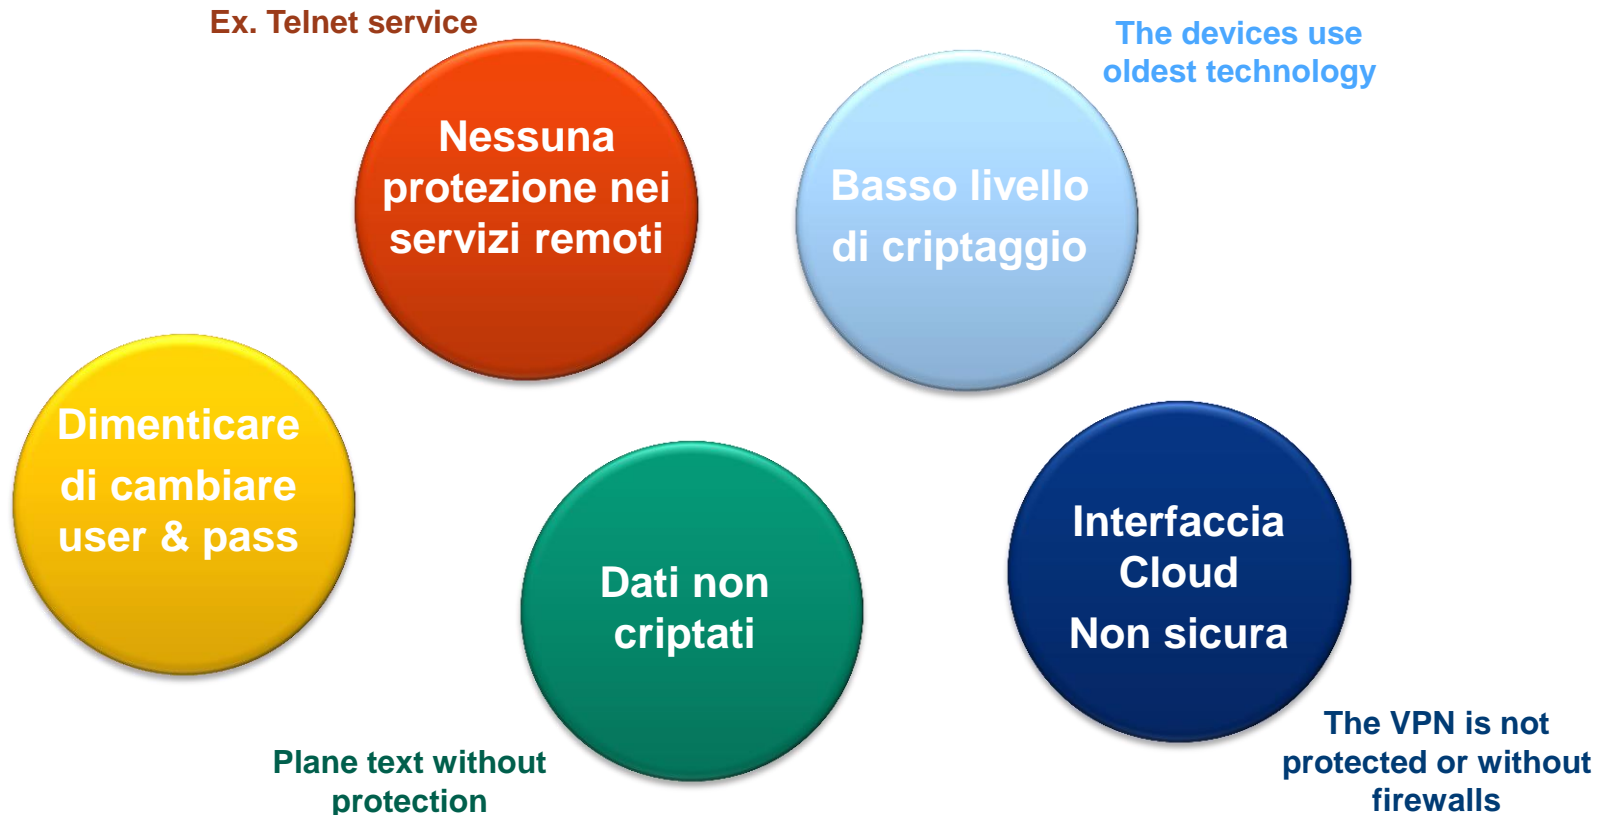 Ex. Telnet service
Nessuna
protezione nei
servizi remoti
The devices use
oldest technology
Basso livello
di criptaggio
Dimenticare
di cambiare
user & pass
Dati non
criptati
Plane text without
protection
Interfaccia
Cloud
Non sicura
The VPN is not
protected or without
firewalls